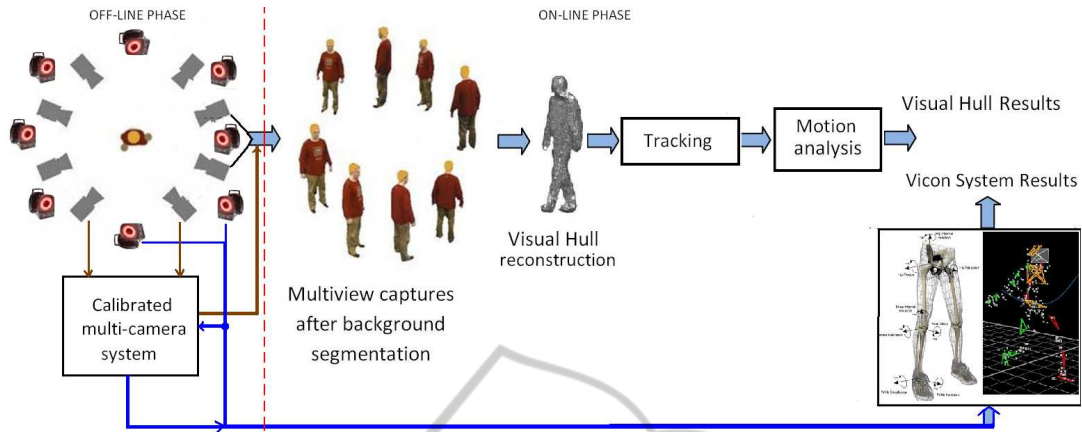 OFF-LINE PHASE
ON-LINE PHASE
Calibrated
multi-camera
system
Multiview captures
after background
segmentation
Visual Hull
reconstruction
Tracking
Motion
analysis
Visual Hull Results
Vicon System Results